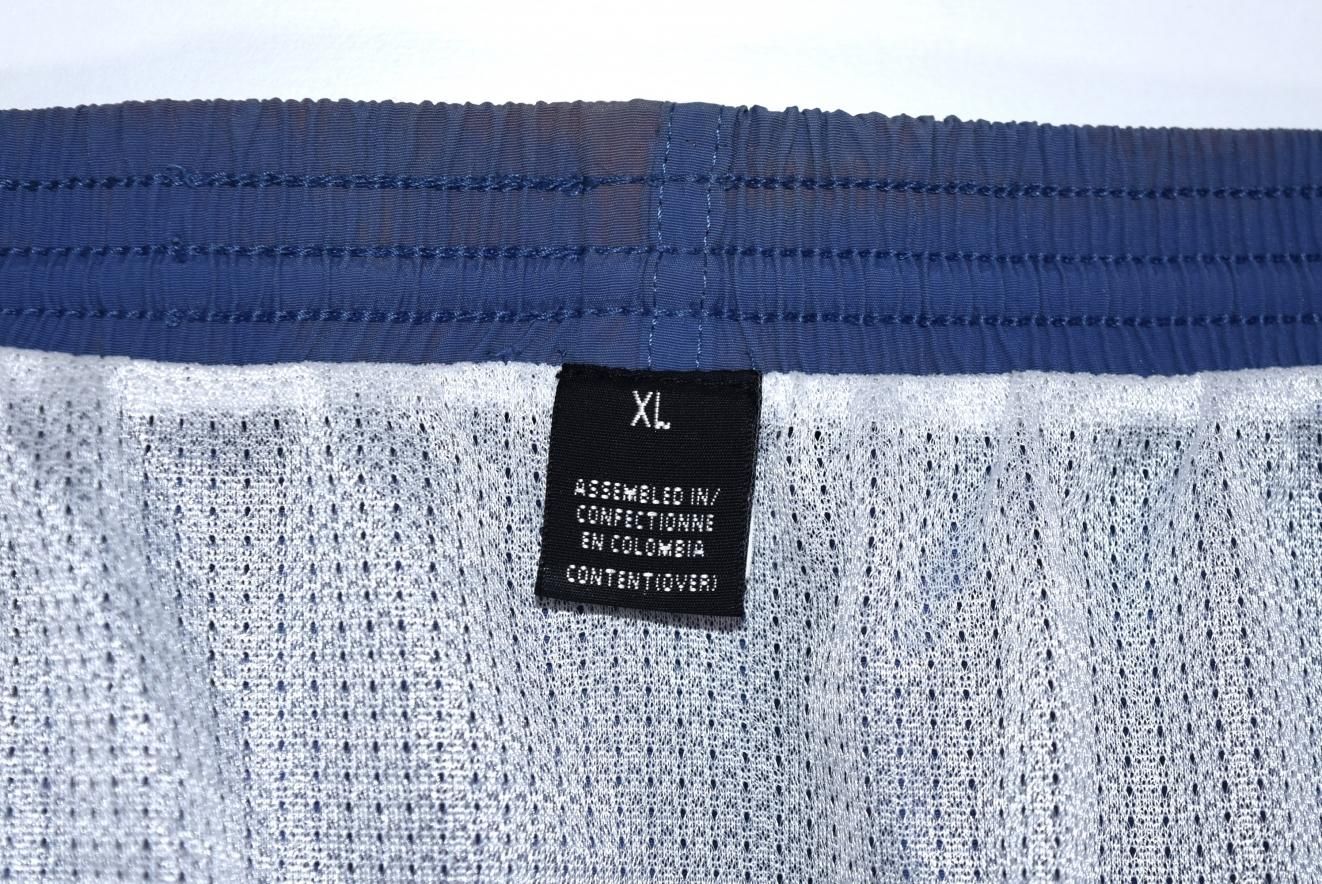 XL
ASSEMBLED IN/
CONFECTIONNE
EN COLOMBIA
CONTENT(OVER)